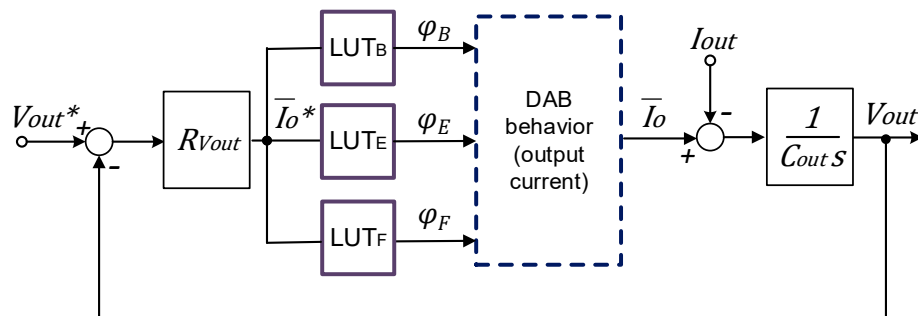 Vout*
+
-
RVout
Io*
LUTB
φB
LUTE
φE
LUTF
φF
DAB
behavior
(output
current)
Io
+
Iout
-
1
Cout s
Vout